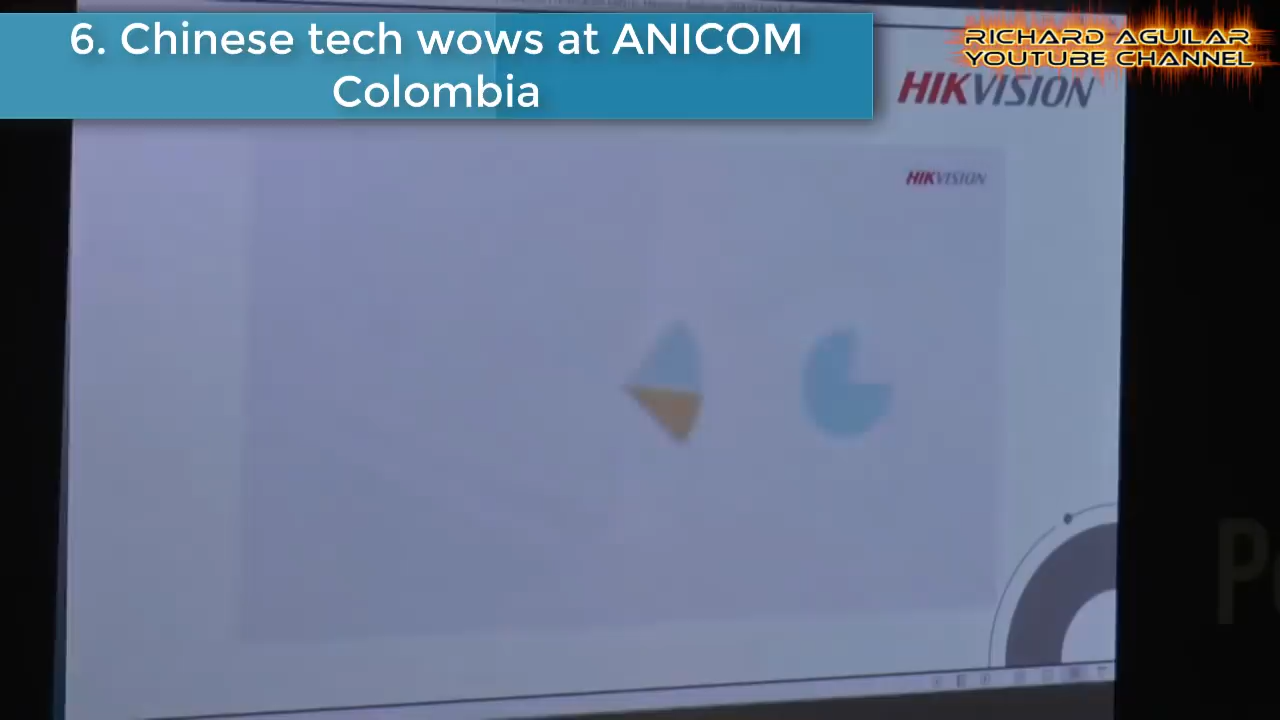 6. Chinese tech wows at ANICOM
Colombia
RICHARD AGUILAR
YOUTUBE CHANNEL
HIKVISION
HIKVISION